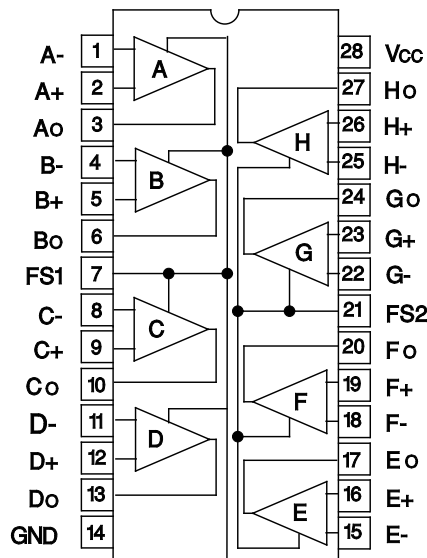 A- 1 28 Vcc
A+ 2 A 27 Ho
Ao 3 26 H+
B- 4 H 25 H-
B+ 5 B 24 Go
Bo 6 23 G+
FS1 7 G 22 G-
C- 8 21 FS2
C+ 9 C 20 Fo
Co 10 19 F+
D- 11 F 18 F-
D+ 12 D 17 Eo
Do 13 16 E+
GND 14 E 15 E-